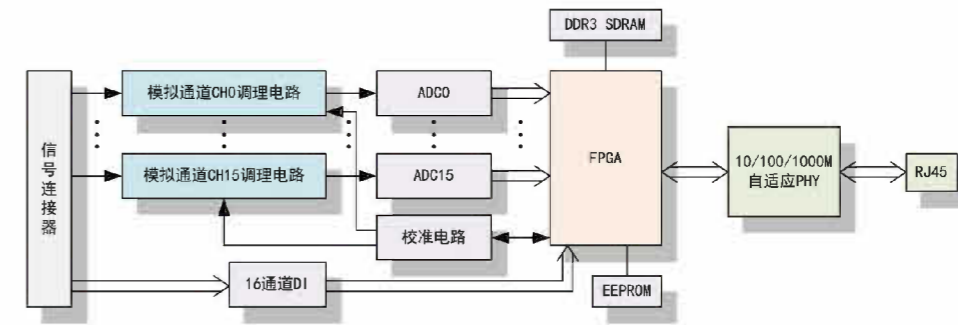 DDR3 SDRAM
信号连接器
模拟通道CH0调理电路
ADC0
模拟通道CH15调理电路
ADC15
FPGA
10/100/1000M
自适应PHY
RJ45
校准电路
16通道DI
EEPROM